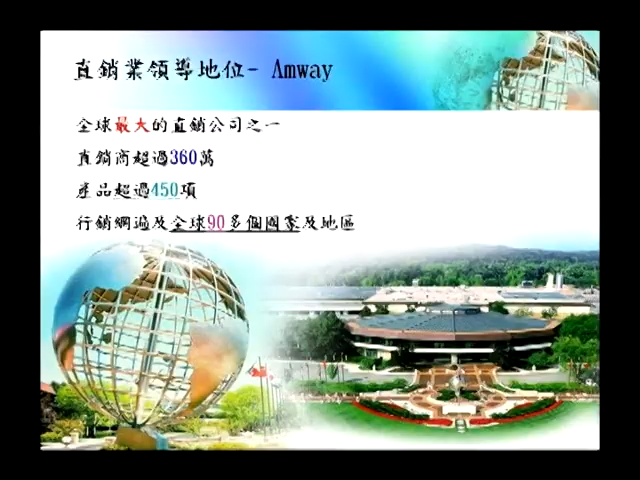 直銷業領導地位- Amway
全球最大的直銷公司之一
直銷商超過360萬
產品超過450項
行銷網遍及全球90多個國家及地區